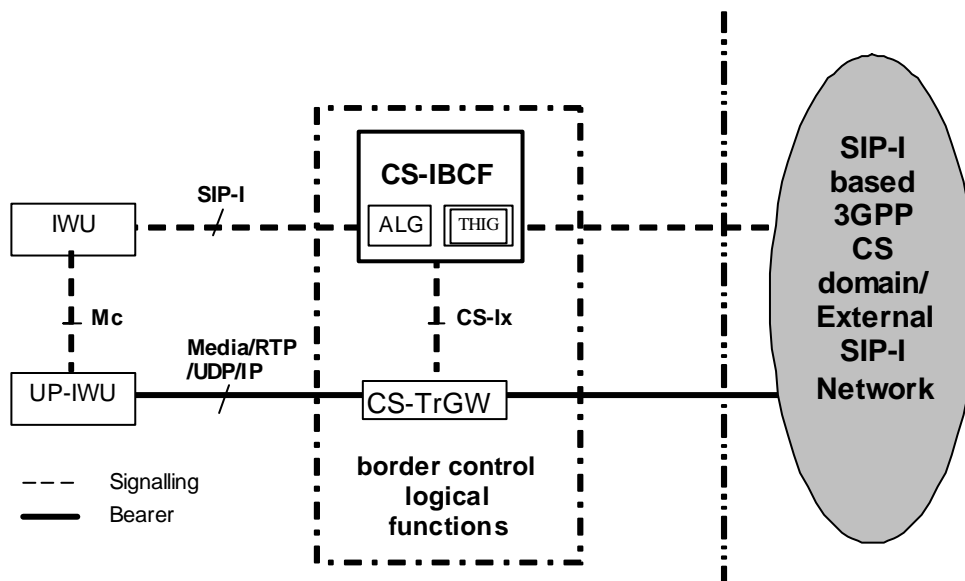 IWU
SIP-I
CS-IBCF
ALG
THIG
Mc
CS-Ix
UP-IWU
Media/RTP
/UDP/IP
CS-TrGW
border control
logical
functions
SIP-I
based
3GPP
CS
domain/
External
SIP-I
Network
Signalling
Bearer